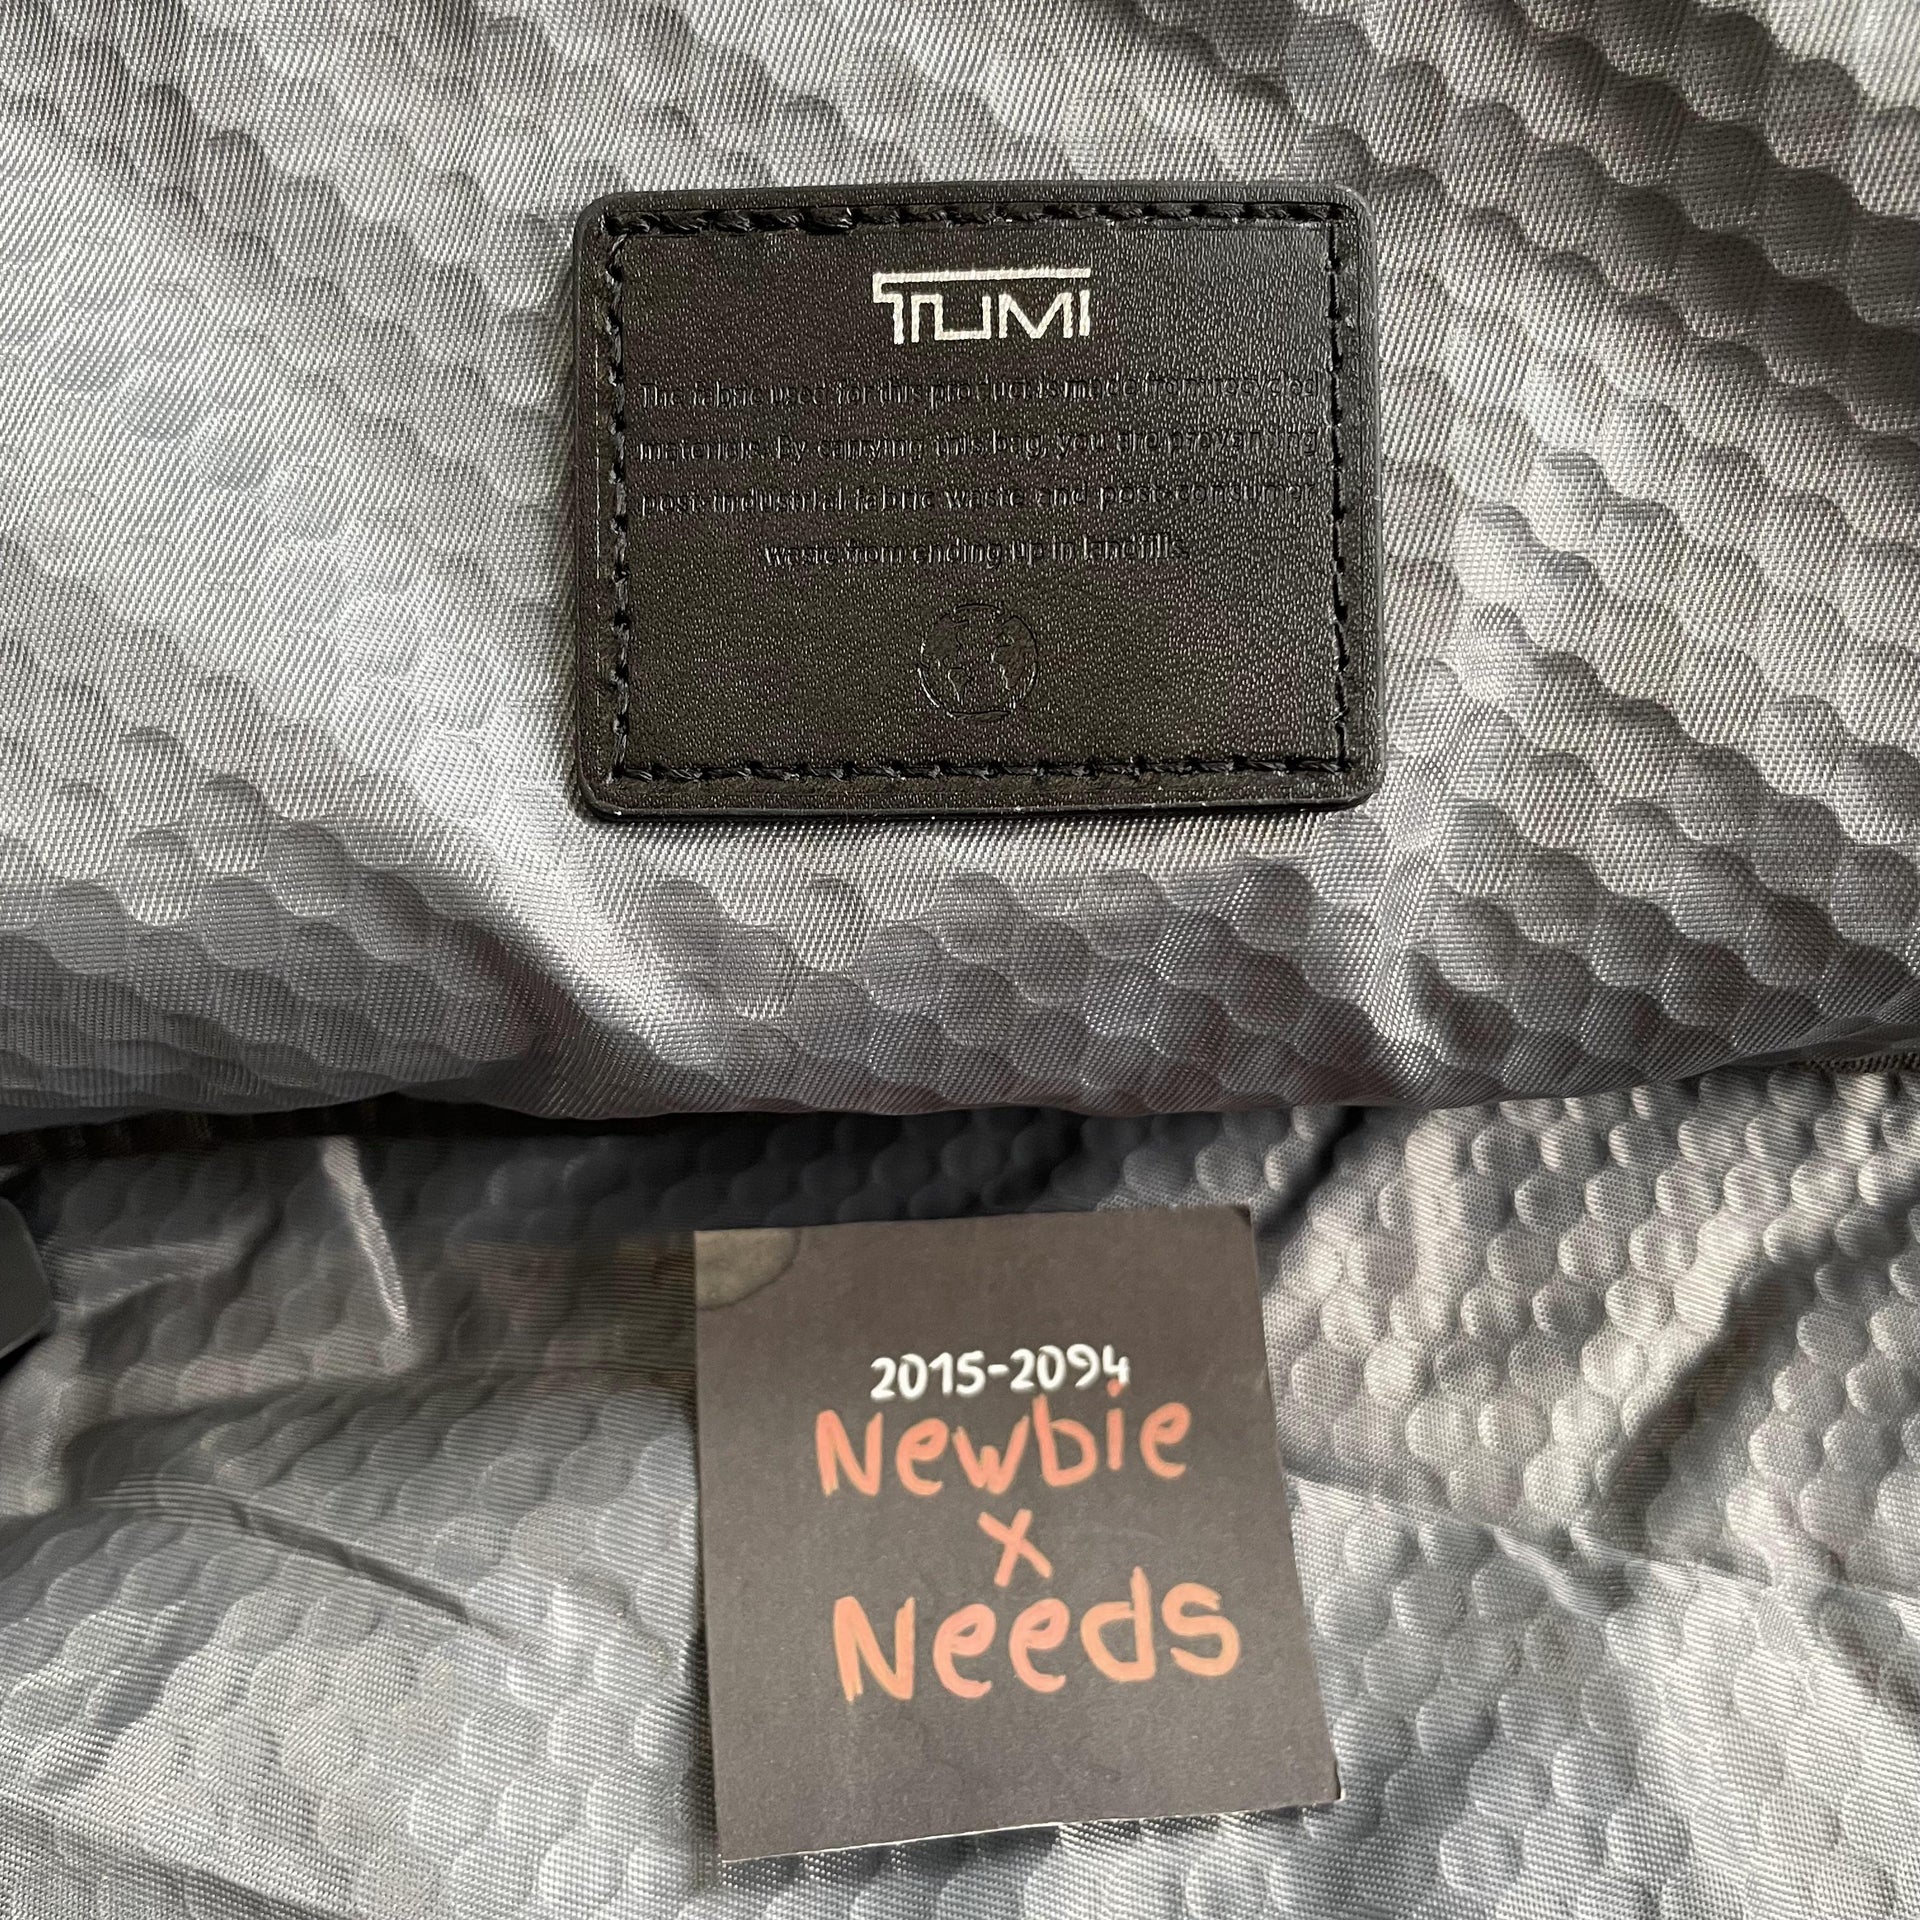 TUMI
The fabric used for this product is made from recycled
materials. By carrying this bag, you are preventing
post-industrial fabric waste and post-consumer
waste from ending up in landfills.
2015-2094
Newbie
x
Needs